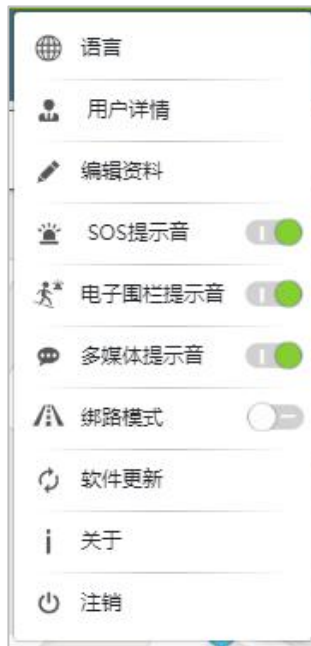 语言
用户详情
编辑资料
SOS提示音
电子围栏提示音
多媒体提示音
绑路模式
软件更新
关于
注销